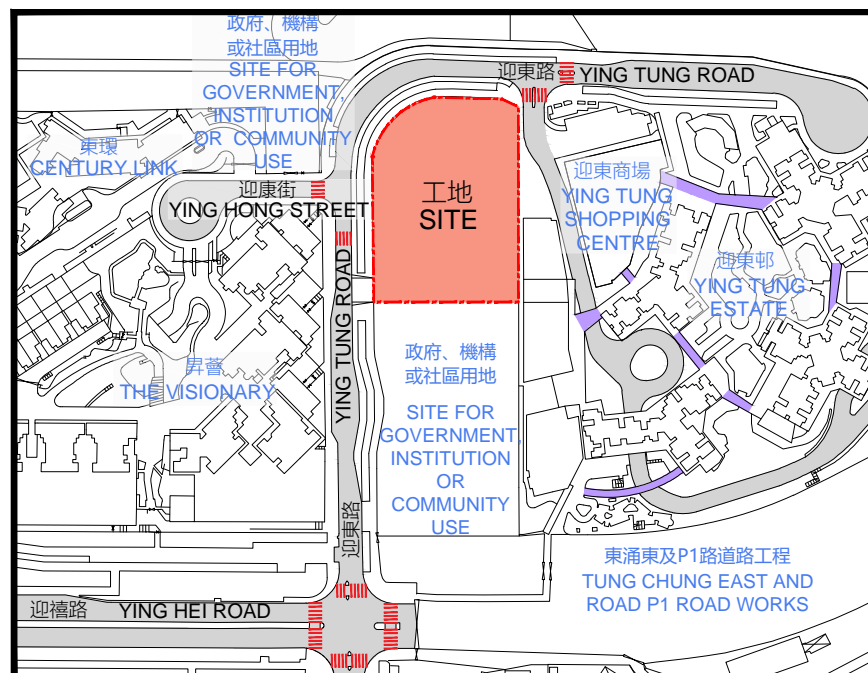 政府、機構
或社區用地
SITE FOR
GOVERNMENT,
INSTITUTION
OR COMMUNITY
USE
迎東路
YING TUNG ROAD
東環
CENTURY LINK
迎康街
YING HONG STREET
工地
SITE
迎東商場
YING TUNG
SHOPPING
CENTRE
迎東邨
YING TUNG
ESTATE
YING TUNG ROAD
迎東路
昇薈
THE VISIONARY
政府、機構
或社區用地
SITE FOR
GOVERNMENT,
INSTITUTION
OR
COMMUNITY
USE
東涌東及P1路道路工程
TUNG CHUNG EAST AND
ROAD P1 ROAD WORKS
迎禧路
YING HEI ROAD